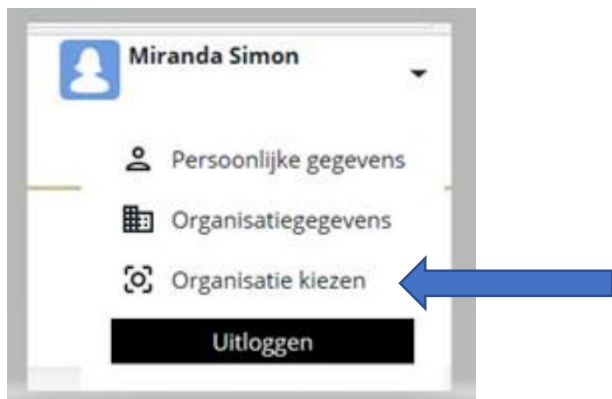 Miranda Simon
Persoonlijke gegevens
Organisatiegegevens
Organisatie kiezen
Uitloggen